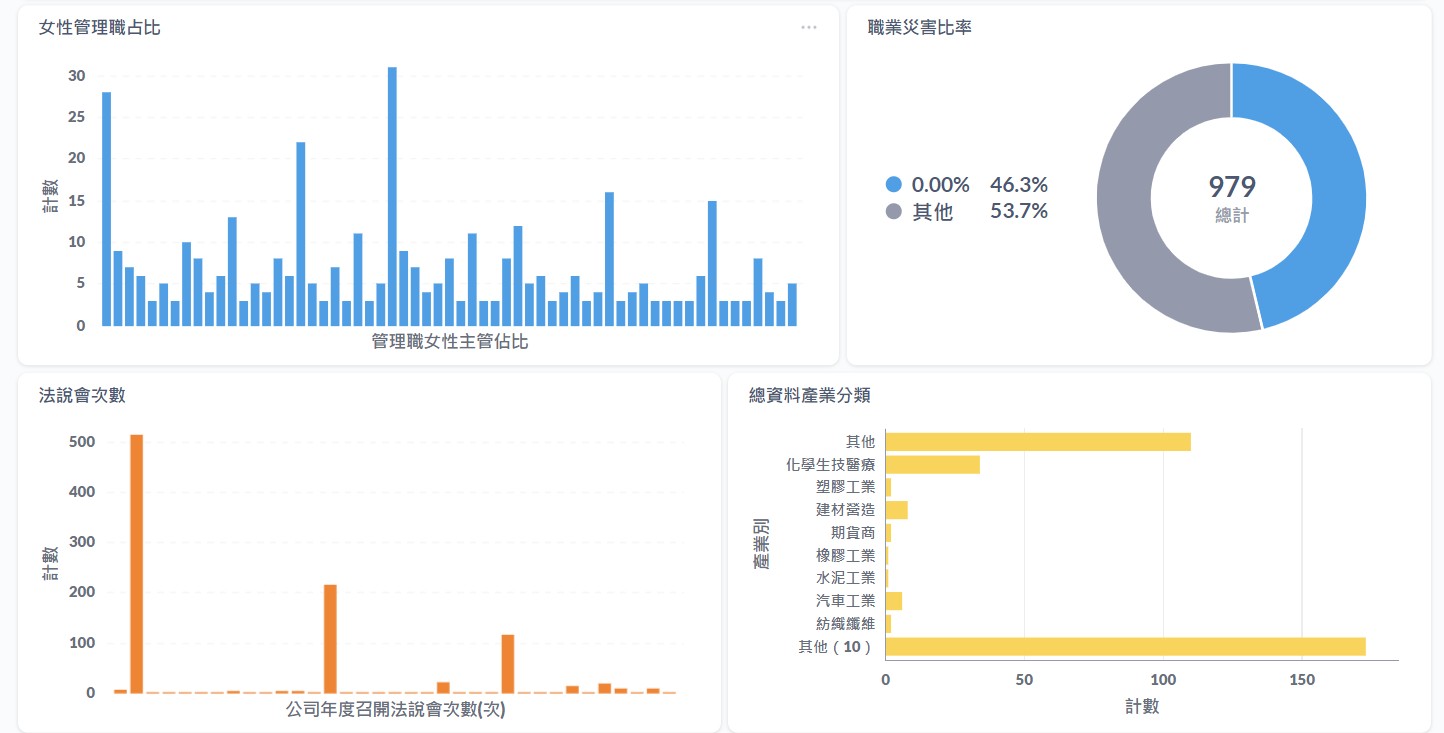 女性管理職占比
30
25
20
15
10
5
0
計數
管理職女性主管佔比
職業災害比率
0.00% 46.3%
其他 53.7%
979
總計
法說會次數
500
400
300
200
100
0
計數
公司年度召開法說會次數(次)
總資料產業分類
產業別
其他
化學生技醫療
塑膠工業
建材營造
期貨商
橡膠工業
水泥工業
汽車工業
紡織纖維
其他（10）
0 50 100 150
計數